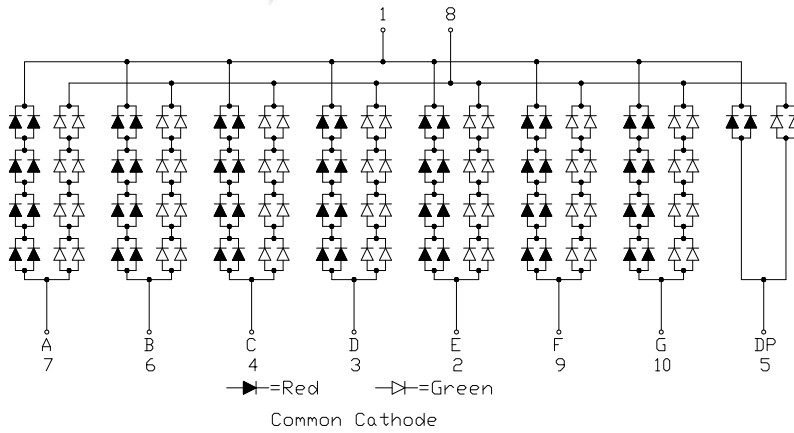 1 8
A B C D E F G DP
7 6 4 3 2 9 10 5
=Red =Green
Common Cathode